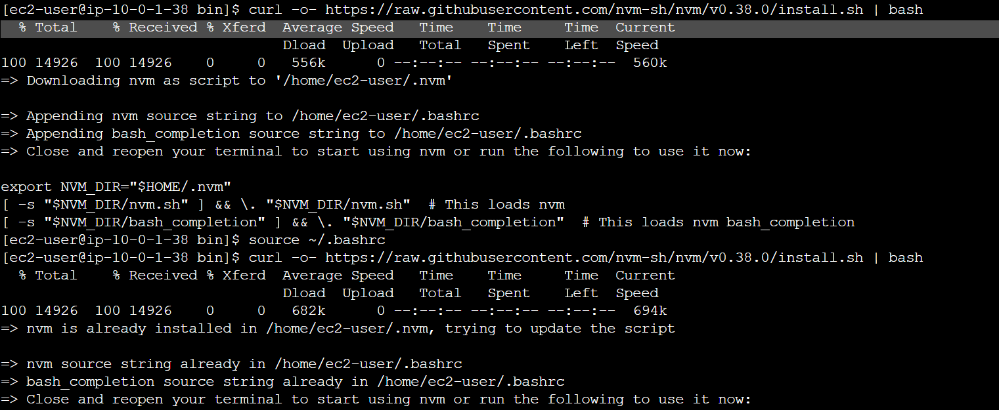 [ec2-user@ip-10-0-1-38 bin]$ curl -o- https://raw.githubusercontent.com/nvm-sh/nvm/v0.38.0/install.sh | bash
  % Total    % Received % Xferd  Average Speed   Time    Time     Time  Current
                                 Dload  Upload   Total   Spent    Left  Speed
100 14926  100 14926    0     0   556k      0 --:--:-- --:--:-- --:--:--  560k
=> Downloading nvm as script to '/home/ec2-user/.nvm'

=> Appending nvm source string to /home/ec2-user/.bashrc
=> Appending bash_completion source string to /home/ec2-user/.bashrc
=> Close and reopen your terminal to start using nvm or run the following to use it now:

export NVM_DIR="$HOME/.nvm"
[ -s "$NVM_DIR/nvm.sh" ] && \. "$NVM_DIR/nvm.sh"  # This loads nvm
[ -s "$NVM_DIR/bash_completion" ] && \. "$NVM_DIR/bash_completion"  # This loads nvm bash_completion
[ec2-user@ip-10-0-1-38 bin]$ source ~/.bashrc
[ec2-user@ip-10-0-1-38 bin]$ curl -o- https://raw.githubusercontent.com/nvm-sh/nvm/v0.38.0/install.sh | bash
  % Total    % Received % Xferd  Average Speed   Time    Time     Time  Current
                                 Dload  Upload   Total   Spent    Left  Speed
100 14926  100 14926    0     0   682k      0 --:--:-- --:--:-- --:--:--  694k
=> nvm is already installed in /home/ec2-user/.nvm, trying to update the script

=> nvm source string already in /home/ec2-user/.bashrc
=> bash_completion source string already in /home/ec2-user/.bashrc
=> Close and reopen your terminal to start using nvm or run the following to use it now: